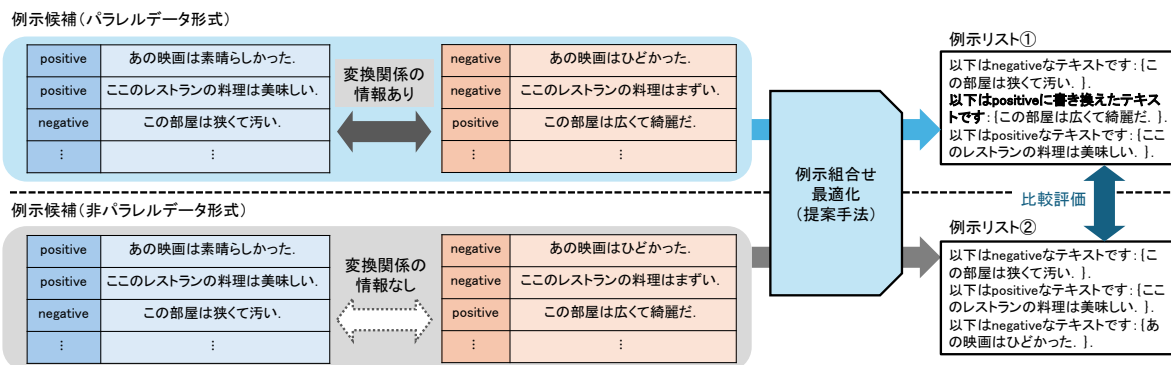 例示候補(パラレルデータ形式)
positive あの映画は素晴らしかった.
positive ここのレストランの料理は美味しい.
negative この部屋は狭くて汚い.
⋮ ⋮
変換関係の
情報あり
negative あの映画はひどかった.
negative ここのレストランの料理はまずい.
positive この部屋は広くて綺麗だ.
⋮ ⋮
例示組合せ
最適化
(提案手法)
例示リスト①
以下はnegativeなテキストです:{こ
の部屋は狭くて汚い. }.
以下はpositiveに書き換えたテキス
トです:{この部屋は広くて綺麗だ. }.
以下はpositiveなテキストです:{ここ
のレストランの料理は美味しい. }.
比較評価
例示候補(非パラレルデータ形式)
positive あの映画は素晴らしかった.
positive ここのレストランの料理は美味しい.
negative この部屋は狭くて汚い.
⋮ ⋮
変換関係の
情報なし
negative あの映画はひどかった.
negative ここのレストランの料理はまずい.
positive この部屋は広くて綺麗だ.
⋮ ⋮
例示リスト②
以下はnegativeなテキストです:{こ
の部屋は狭くて汚い. }.
以下はpositiveなテキストです:{ここ
のレストランの料理は美味しい. }.
以下はnegativeなテキストです:{あ
の映画はひどかった. }.